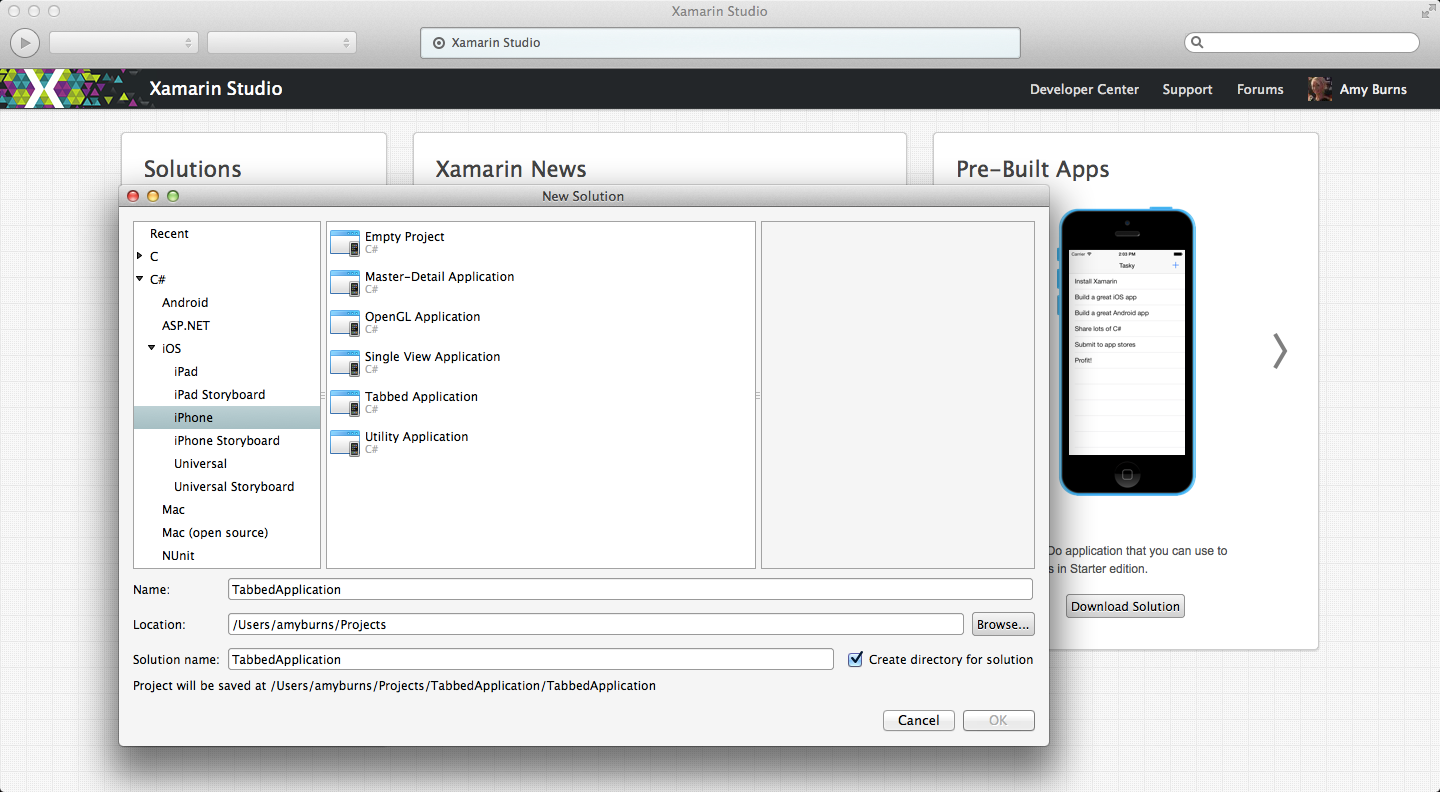 Xamarin Studio
Xamarin Studio
Xamarin Studio
Developer Center
Support
Forums
Amy Burns
Solutions
Xamarin News
Pre-Built Apps
New Solution
Recent
C
C#
Android
ASP.NET
iOS
iPad
iPad Storyboard
iPhone
iPhone Storyboard
Universal
Universal Storyboard
Mac
Mac (open source)
NUnit
Empty Project
C#
Master-Detail Application
C#
OpenGL Application
C#
Single View Application
C#
Tabbed Application
C#
Utility Application
C#
Name:
TabbedApplication
Location:
/Users/amyburns/Projects
Browse...
Solution name:
TabbedApplication
Create directory for solution
Project will be saved at /Users/amyburns/Projects/TabbedApplication/TabbedApplication
Cancel
OK
Carrier
2:03 PM
Tasky
+
Install Xamarin
Build a great iOS app
Build a great Android app
Share lots of C#
Submit to app stores
Profit!
Do application that you can use to
s in Starter edition.
Download Solution